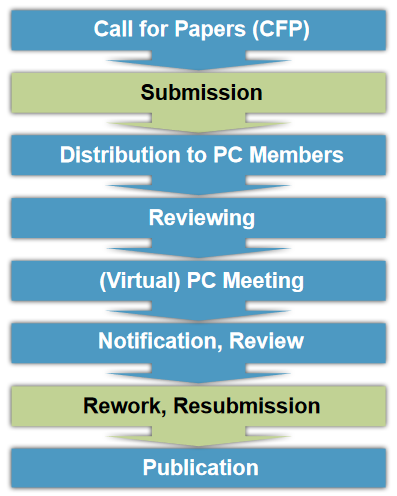 Call for Papers (CFP)
Submission
Distribution to PC Members
Reviewing
(Virtual) PC Meeting
Notification, Review
Rework, Resubmission
Publication